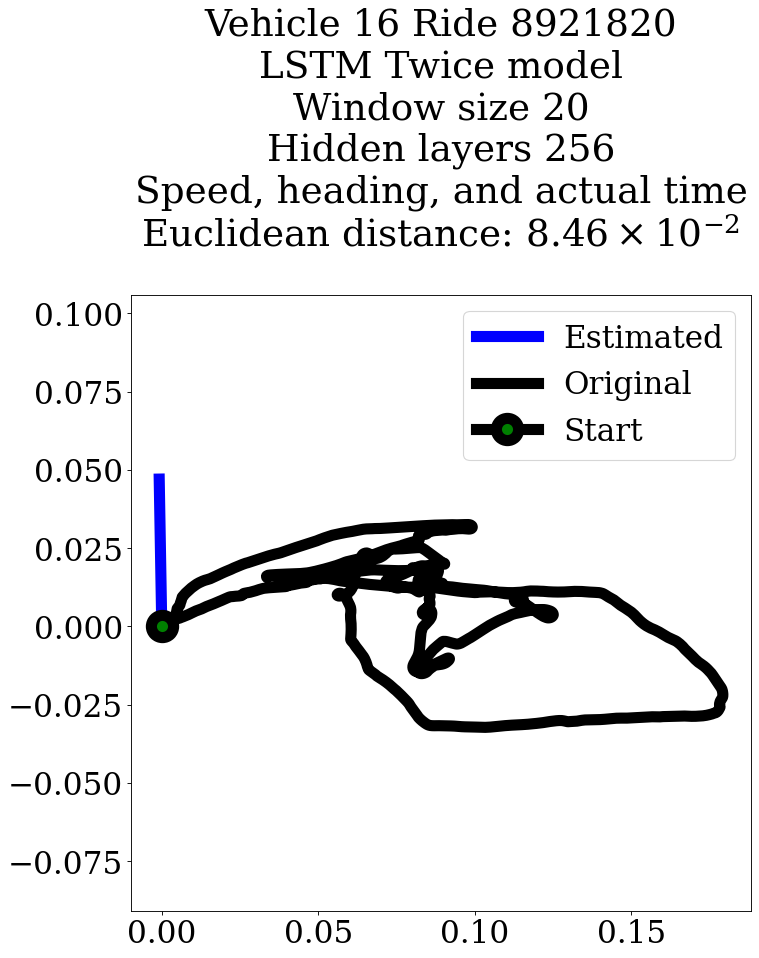 Vehicle 16 Ride 8921820
LSTM Twice model
Window size 20
Hidden layers 256
Speed, heading, and actual time
Euclidean distance: 8.46 × 10⁻²
Estimated
Original
Start
0.100
0.075
0.050
0.025
0.000
−0.025
−0.050
−0.075
0.00 0.05 0.10 0.15